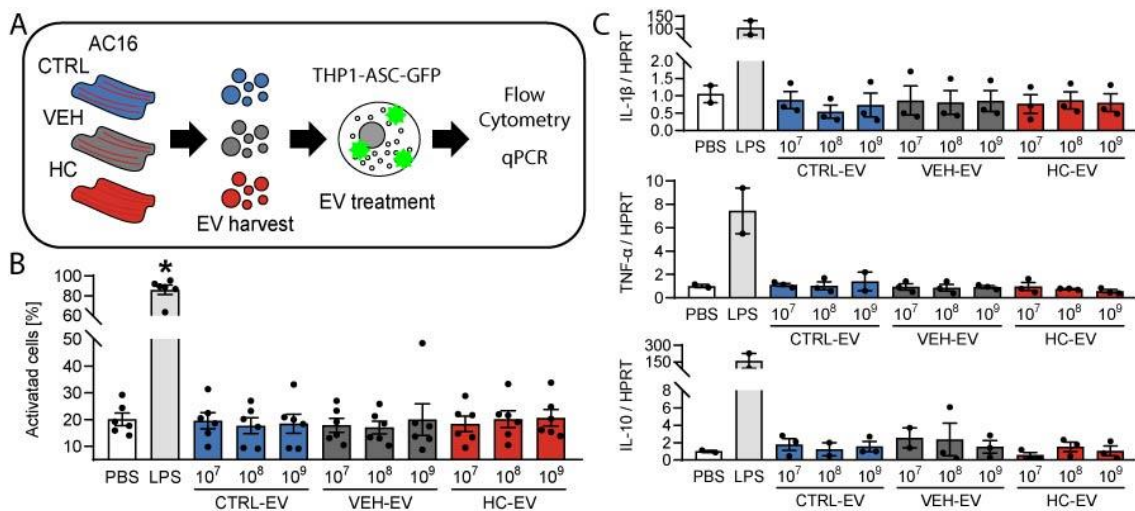 A
AC16
CTRL
VEH
HC
EV harvest
THP1-ASC-GFP
EV treatment
Flow
Cytometry
qPCR
B
Activatad cells [%]
100
80
60
50
40
30
20
10
*
PBS LPS 10⁷ 10⁸ 10⁹ 10⁷ 10⁸ 10⁹ 10⁷ 10⁸ 10⁹
CTRL-EV VEH-EV HC-EV
C
IL-1β / HPRT
150
100
50
1.5
1.0
0.5
0.0
PBS LPS 10⁷ 10⁸ 10⁹ 10⁷ 10⁸ 10⁹ 10⁷ 10⁸ 10⁹
CTRL-EV VEH-EV HC-EV
TNF-α / HPRT
10
8
6
4
2
0
PBS LPS 10⁷ 10⁸ 10⁹ 10⁷ 10⁸ 10⁹ 10⁷ 10⁸ 10⁹
CTRL-EV VEH-EV HC-EV
IL-10 / HPRT
300
150
8
6
4
2
0
PBS LPS 10⁷ 10⁸ 10⁹ 10⁷ 10⁸ 10⁹ 10⁷ 10⁸ 10⁹
CTRL-EV VEH-EV HC-EV